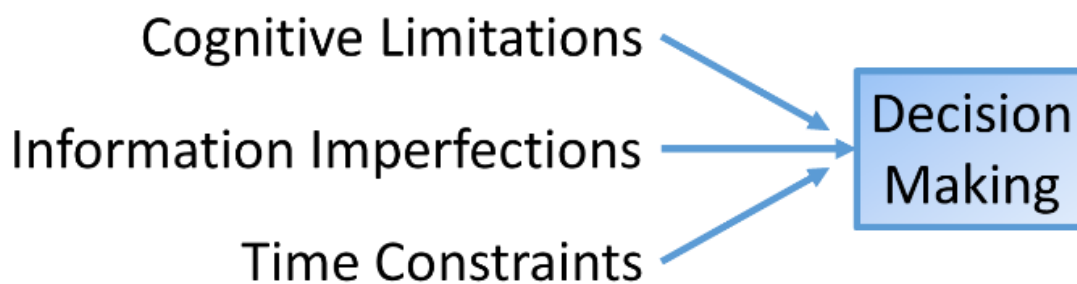 Cognitive Limitations
Information Imperfections
Time Constraints
Decision
Making